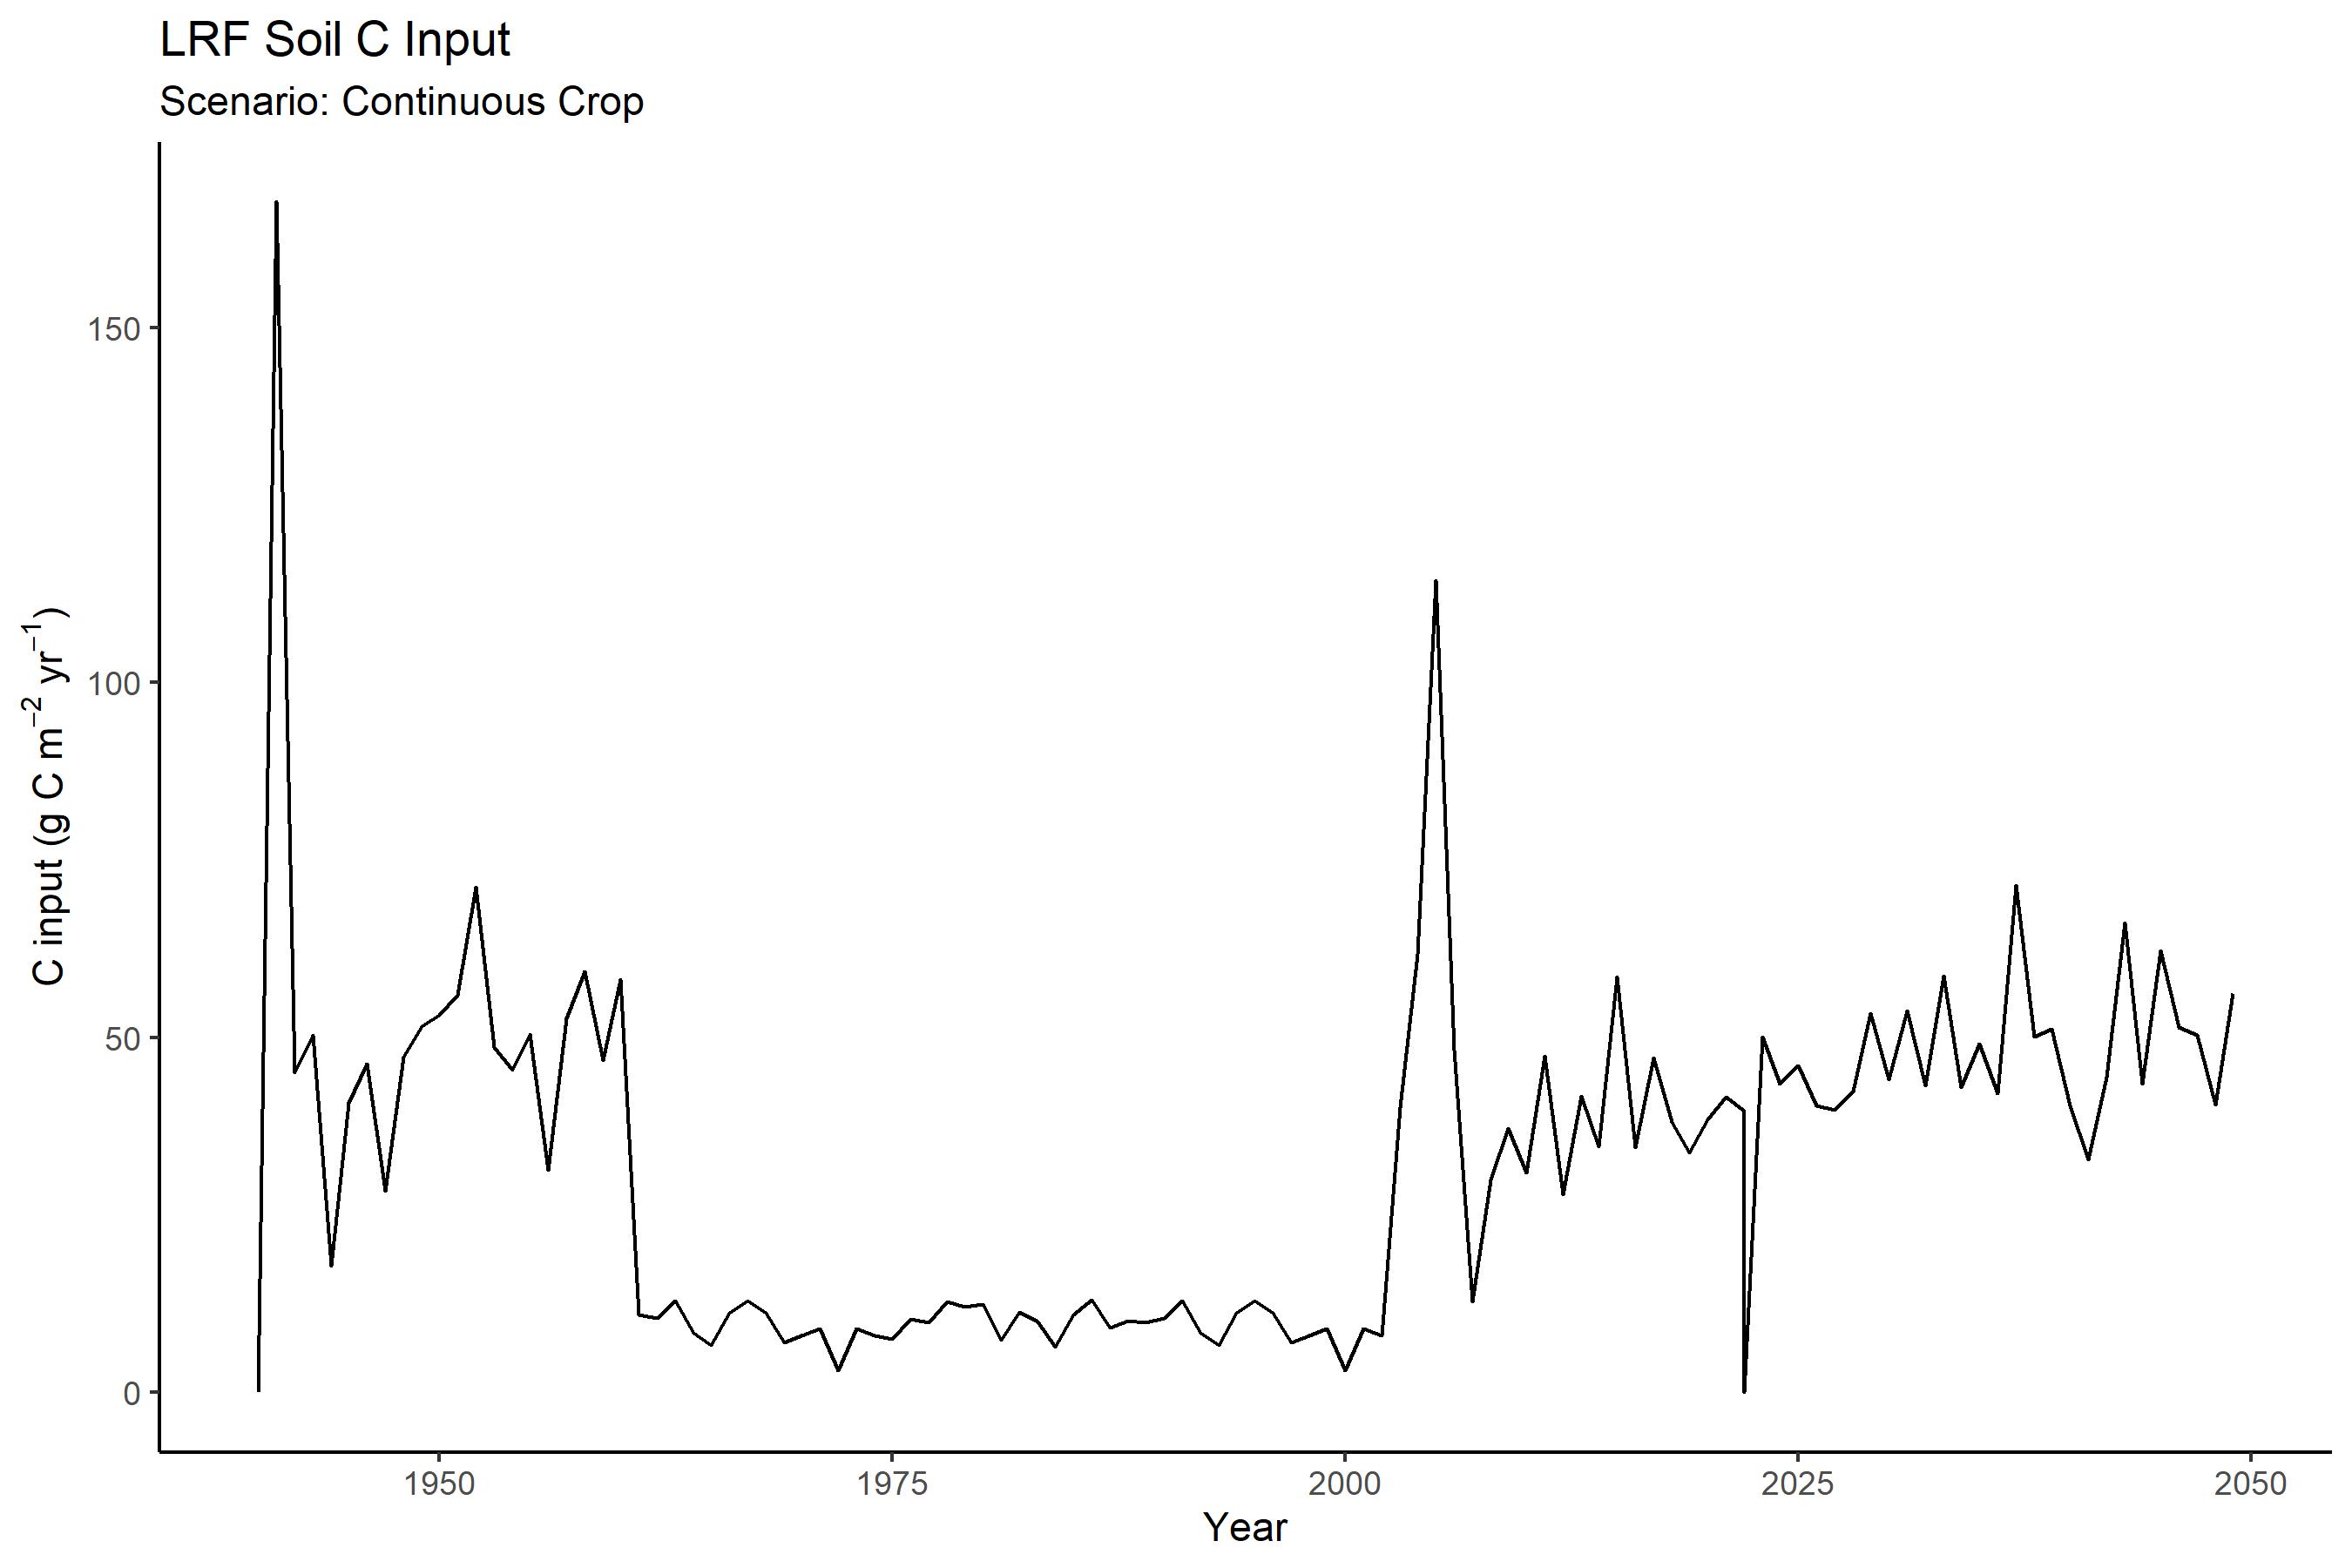 LRF Soil C Input
Scenario: Continuous Crop
C input (g C m⁻² yr⁻¹)
150
100
50
0
1950 1975 2000 2025 2050
Year